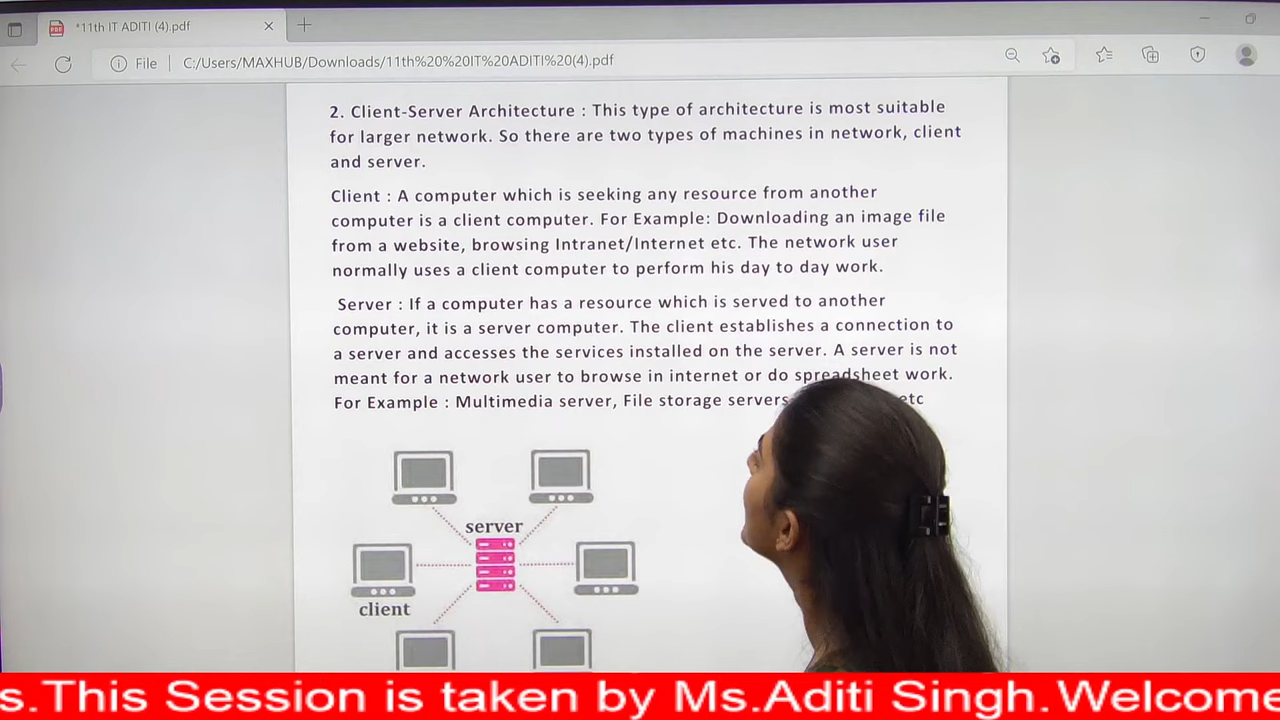 *11th IT ADITI (4).pdf
File
C:/Users/MAXHUB/Downloads/11th%20%20IT%20ADITI%20(4).pdf
2. Client-Server Architecture : This type of architecture is most suitable
for larger network. So there are two types of machines in network, client
and server.
Client : A computer which is seeking any resource from another
computer is a client computer. For Example: Downloading an image file
from a website, browsing Intranet/Internet etc. The network user
normally uses a client computer to perform his day to day work.
Server : If a computer has a resource which is served to another
computer, it is a server computer. The client establishes a connection to
a server and accesses the services installed on the server. A server is not
meant for a network user to browse in internet or do spreadsheet work.
For Example : Multimedia server, File storage servers etc
server
client
s.This Session is taken by Ms.Aditi Singh.Welcome